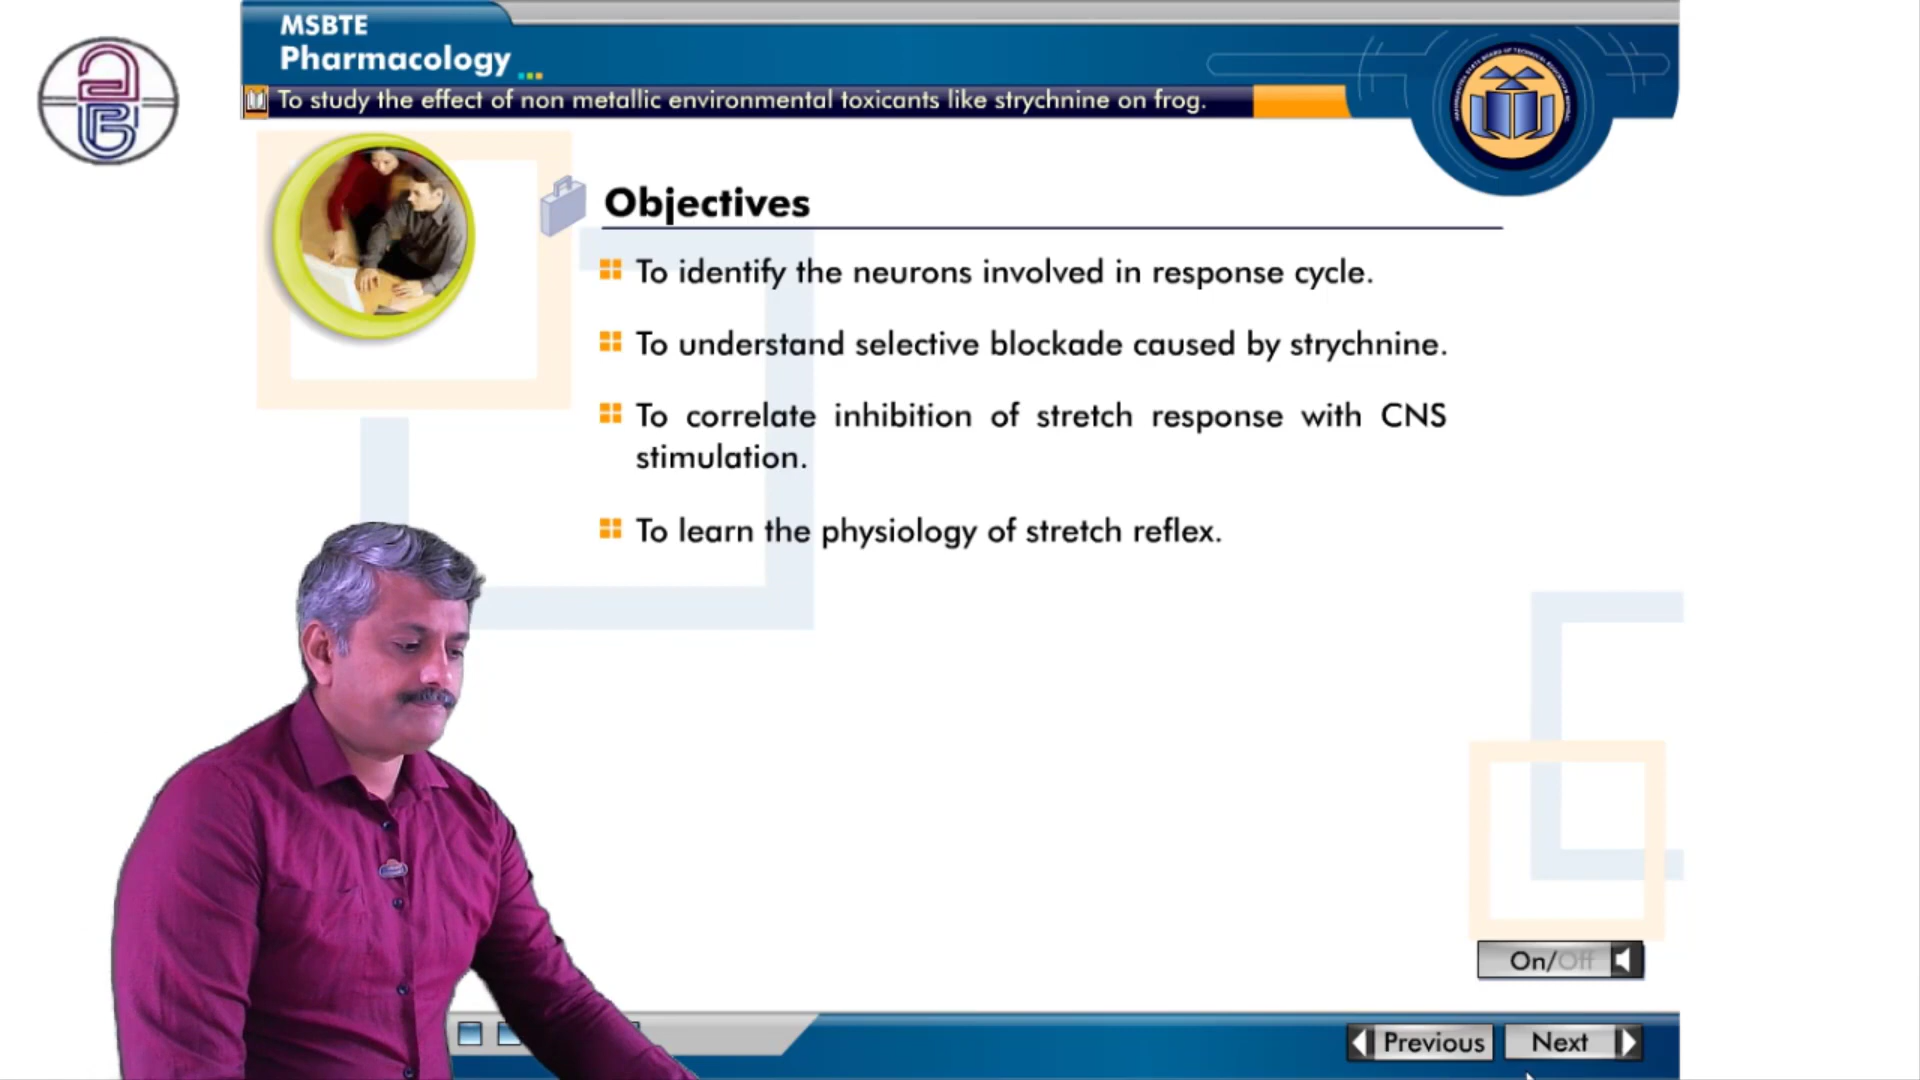 MSBTE
Pharmacology
To study the effect of non metallic environmental toxicants like strychnine on frog.
Objectives
To identify the neurons involved in response cycle.
To understand selective blockade caused by strychnine.
To correlate inhibition of stretch response with CNS
stimulation.
To learn the physiology of stretch reflex.
On/Off
Previous
Next